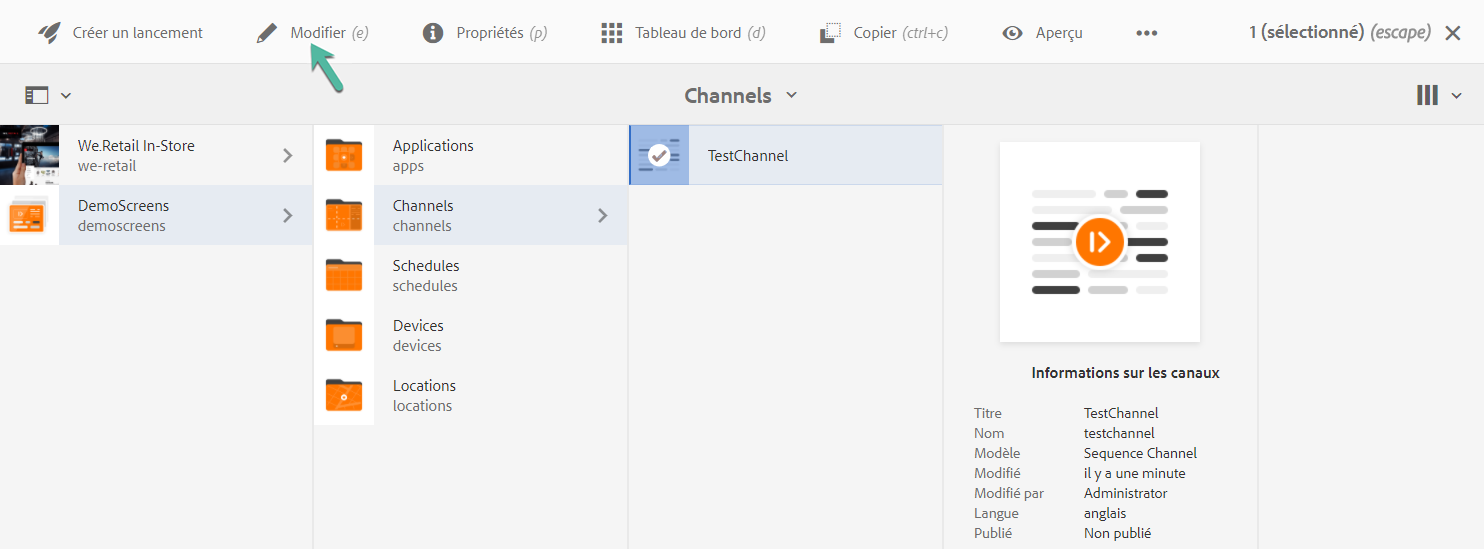 Créer un lancement
Modifier (e)
Propriétés (p)
Tableau de bord (d)
Copier (ctrl+c)
Aperçu
1 (sélectionné) (escape)
Channels
We.Retail In-Store
we-retail
DemoScreens
demoscreens
Applications
apps
Channels
channels
Schedules
schedules
Devices
devices
Locations
locations
TestChannel
Informations sur les canaux
Titre TestChannel
Nom testchannel
Modèle Sequence Channel
Modifié il y a une minute
Modifié par Administrator
Langue anglais
Publié Non publié